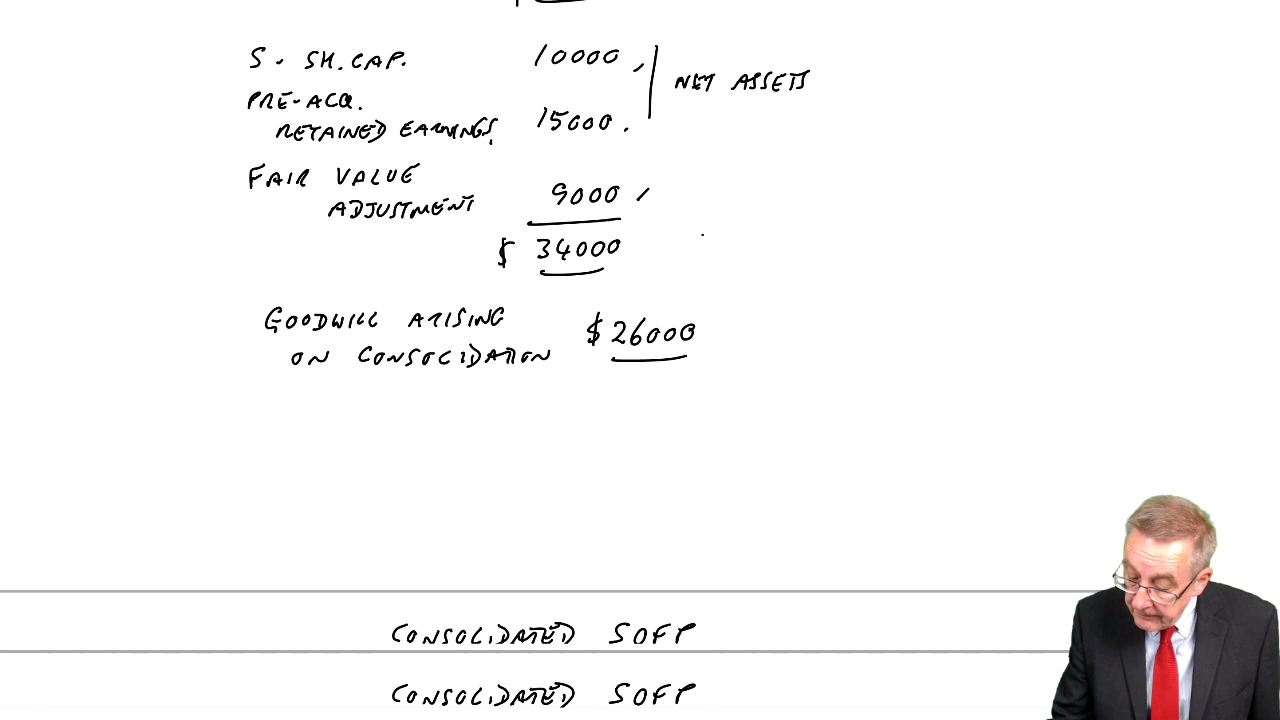 S. SH. CAP. 10000
NET ASSETS
PRE-ACQ.
RETAINED EARNINGS 15000.
FAIR VALUE
ADJUSTMENT 9000
$ 34000
GOODWILL ARISING
ON CONSOLIDATION $26000
CONSOLIDATED SOFP
CONSOLIDATED SOFP